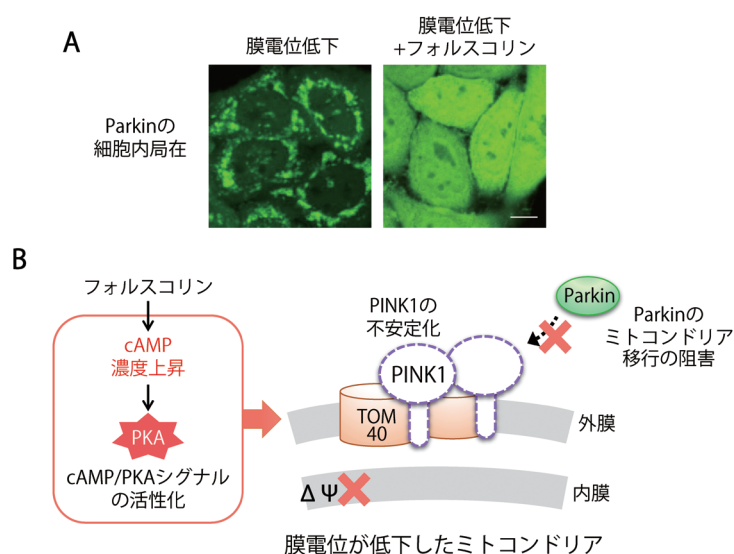 A
膜電位低下
膜電位低下
+フォルスコリン
Parkinの
細胞内局在
B
フォルスコリン
cAMP
濃度上昇
PKA
cAMP/PKAシグナル
の活性化
PINK1の
不安定化
Parkin
Parkinの
ミトコンドリア
移行の阻害
PINK1
TOM
40
外膜
ΔΨ
内膜
膜電位が低下したミトコンドリア